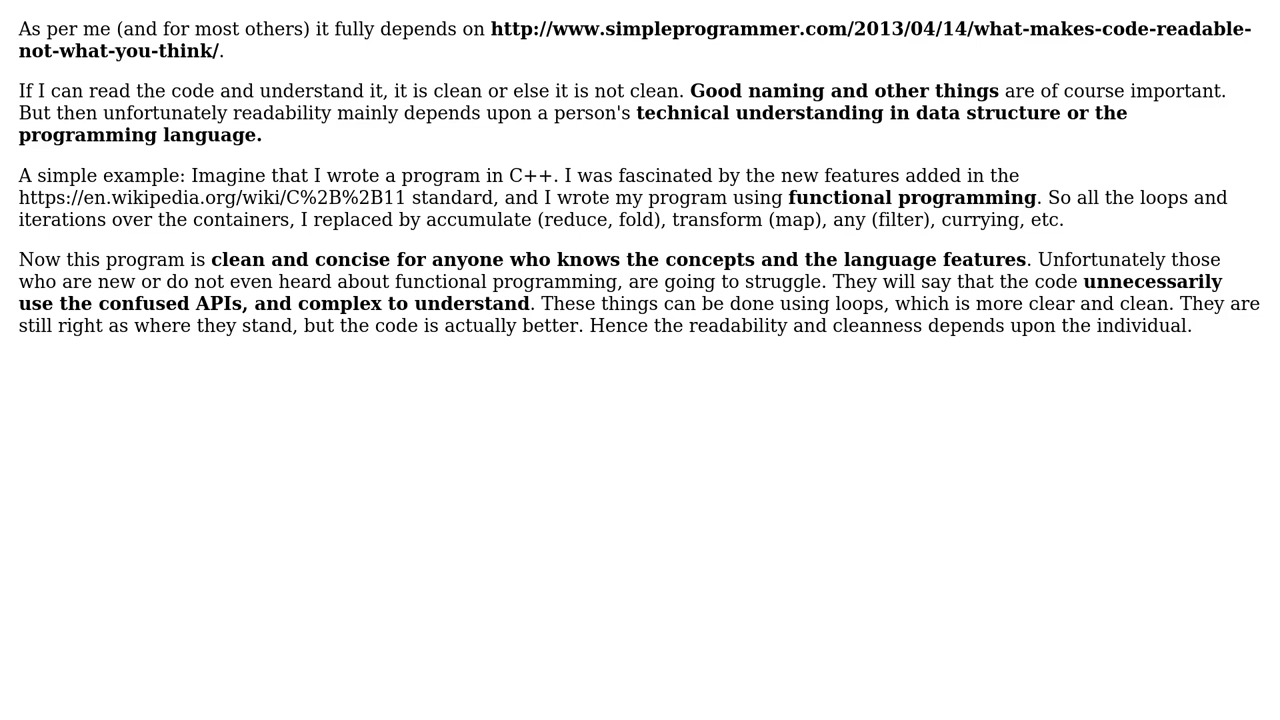 As per me (and for most others) it fully depends on http://www.simpleprogrammer.com/2013/04/14/what-makes-code-readable-
not-what-you-think/.
If I can read the code and understand it, it is clean or else it is not clean. Good naming and other things are of course important.
But then unfortunately readability mainly depends upon a person's technical understanding in data structure or the
programming language.
A simple example: Imagine that I wrote a program in C++. I was fascinated by the new features added in the
https://en.wikipedia.org/wiki/C%2B%2B11 standard, and I wrote my program using functional programming. So all the loops and
iterations over the containers, I replaced by accumulate (reduce, fold), transform (map), any (filter), currying, etc.
Now this program is clean and concise for anyone who knows the concepts and the language features. Unfortunately those
who are new or do not even heard about functional programming, are going to struggle. They will say that the code unnecessarily
use the confused APIs, and complex to understand. These things can be done using loops, which is more clear and clean. They are
still right as where they stand, but the code is actually better. Hence the readability and cleanness depends upon the individual.